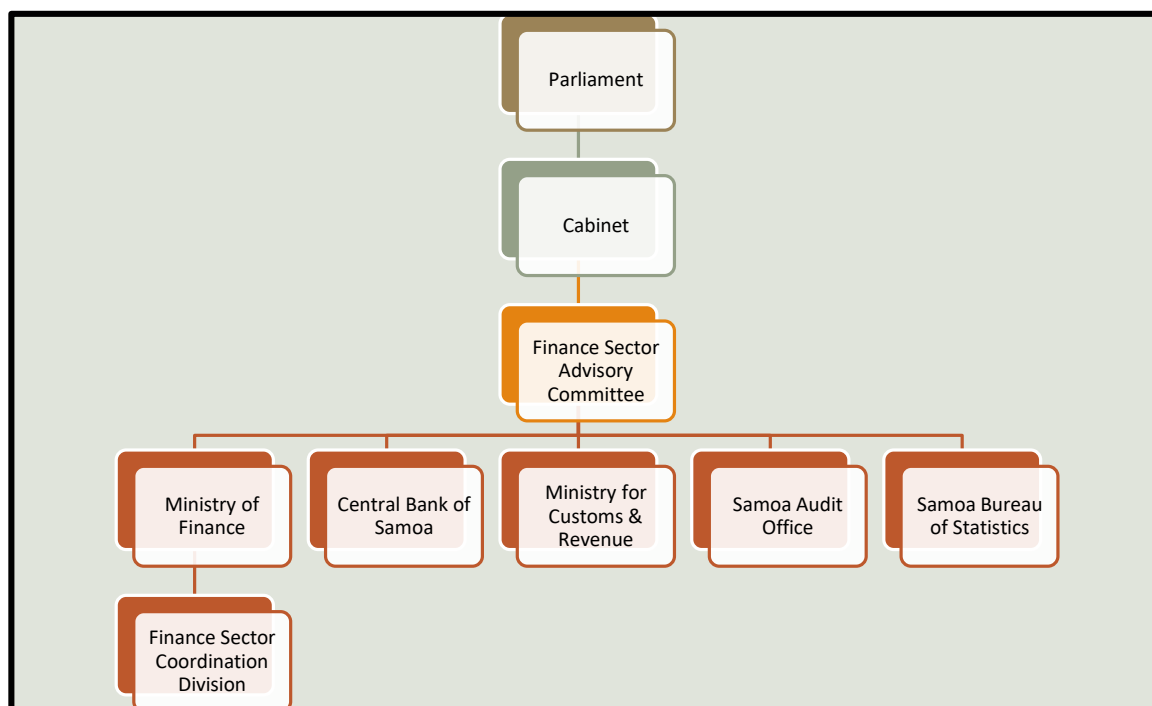 Parliament
Cabinet
Finance Sector
Advisory
Committee
Ministry of
Finance
Central Bank of
Samoa
Ministry for
Customs &
Revenue
Samoa Audit
Office
Samoa Bureau
of Statistics
Finance Sector
Coordination
Division